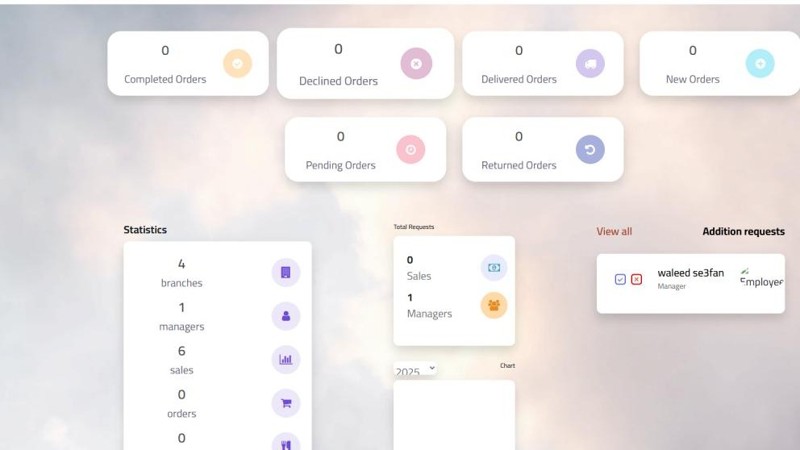 0
Completed Orders
0
Declined Orders
0
Delivered Orders
0
New Orders
0
Pending Orders
0
Returned Orders
Statistics
4
branches
1
managers
6
sales
0
orders
0
Total Requests
0
Sales
1
Managers
2025
Chart
View all
Addition requests
waleed se3fan
Manager
Employee